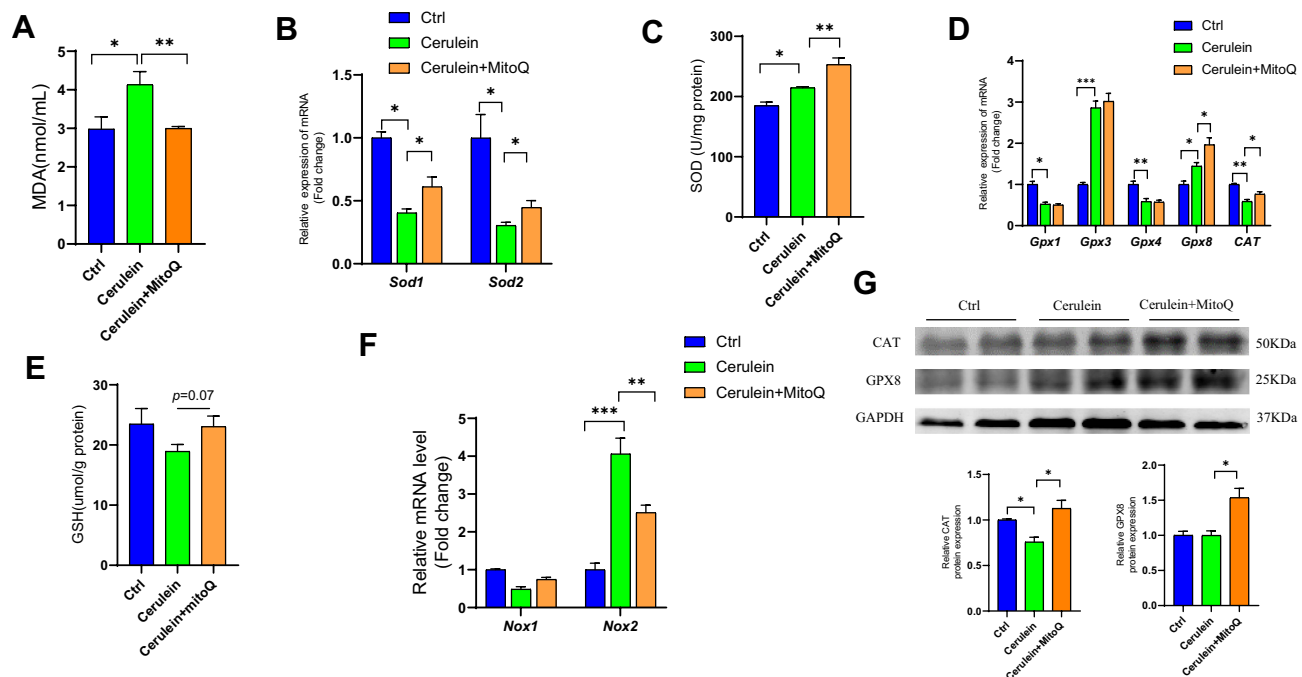 A
MDA(nmol/mL)
5
4
3
2
1
0
*
**
Ctrl
Cerulein
Cerulein+MitoQ
B
Ctrl
Cerulein
Cerulein+MitoQ
Relative expression of mRNA
(Fold change)
1.5
1.0
0.5
0.0
*
*
*
*
Sod1
Sod2
C
SOD (U/mg protein)
300
200
100
0
*
**
Ctrl
Cerulein
Cerulein+MitoQ
D
Ctrl
Cerulein
Cerulein+MitoQ
Relative expression of mRNA
(Fold change)
4
3
2
1
0
*
***
**
*
*
**
*
Gpx1
Gpx3
Gpx4
Gpx8
CAT
E
GSH(umol/g protein)
30
20
10
0
p=0.07
Ctrl
Cerulein
Cerulein+mitoQ
F
Ctrl
Cerulein
Cerulein+MitoQ
Relative mRNA level
(Fold change)
5
4
3
2
1
0
***
**
Nox1
Nox2
G
Ctrl
Cerulein
Cerulein+MitoQ
CAT
50KDa
GPX8
25KDa
GAPDH
37KDa
Relative CAT
protein expression
1.5
1.0
0.5
0.0
*
*
Ctrl
Cerulein
Cerulein+MitoQ
Relative GPX8
protein expression
2.0
1.5
1.0
0.5
0.0
*
Ctrl
Cerulein
Cerulein+MitoQ